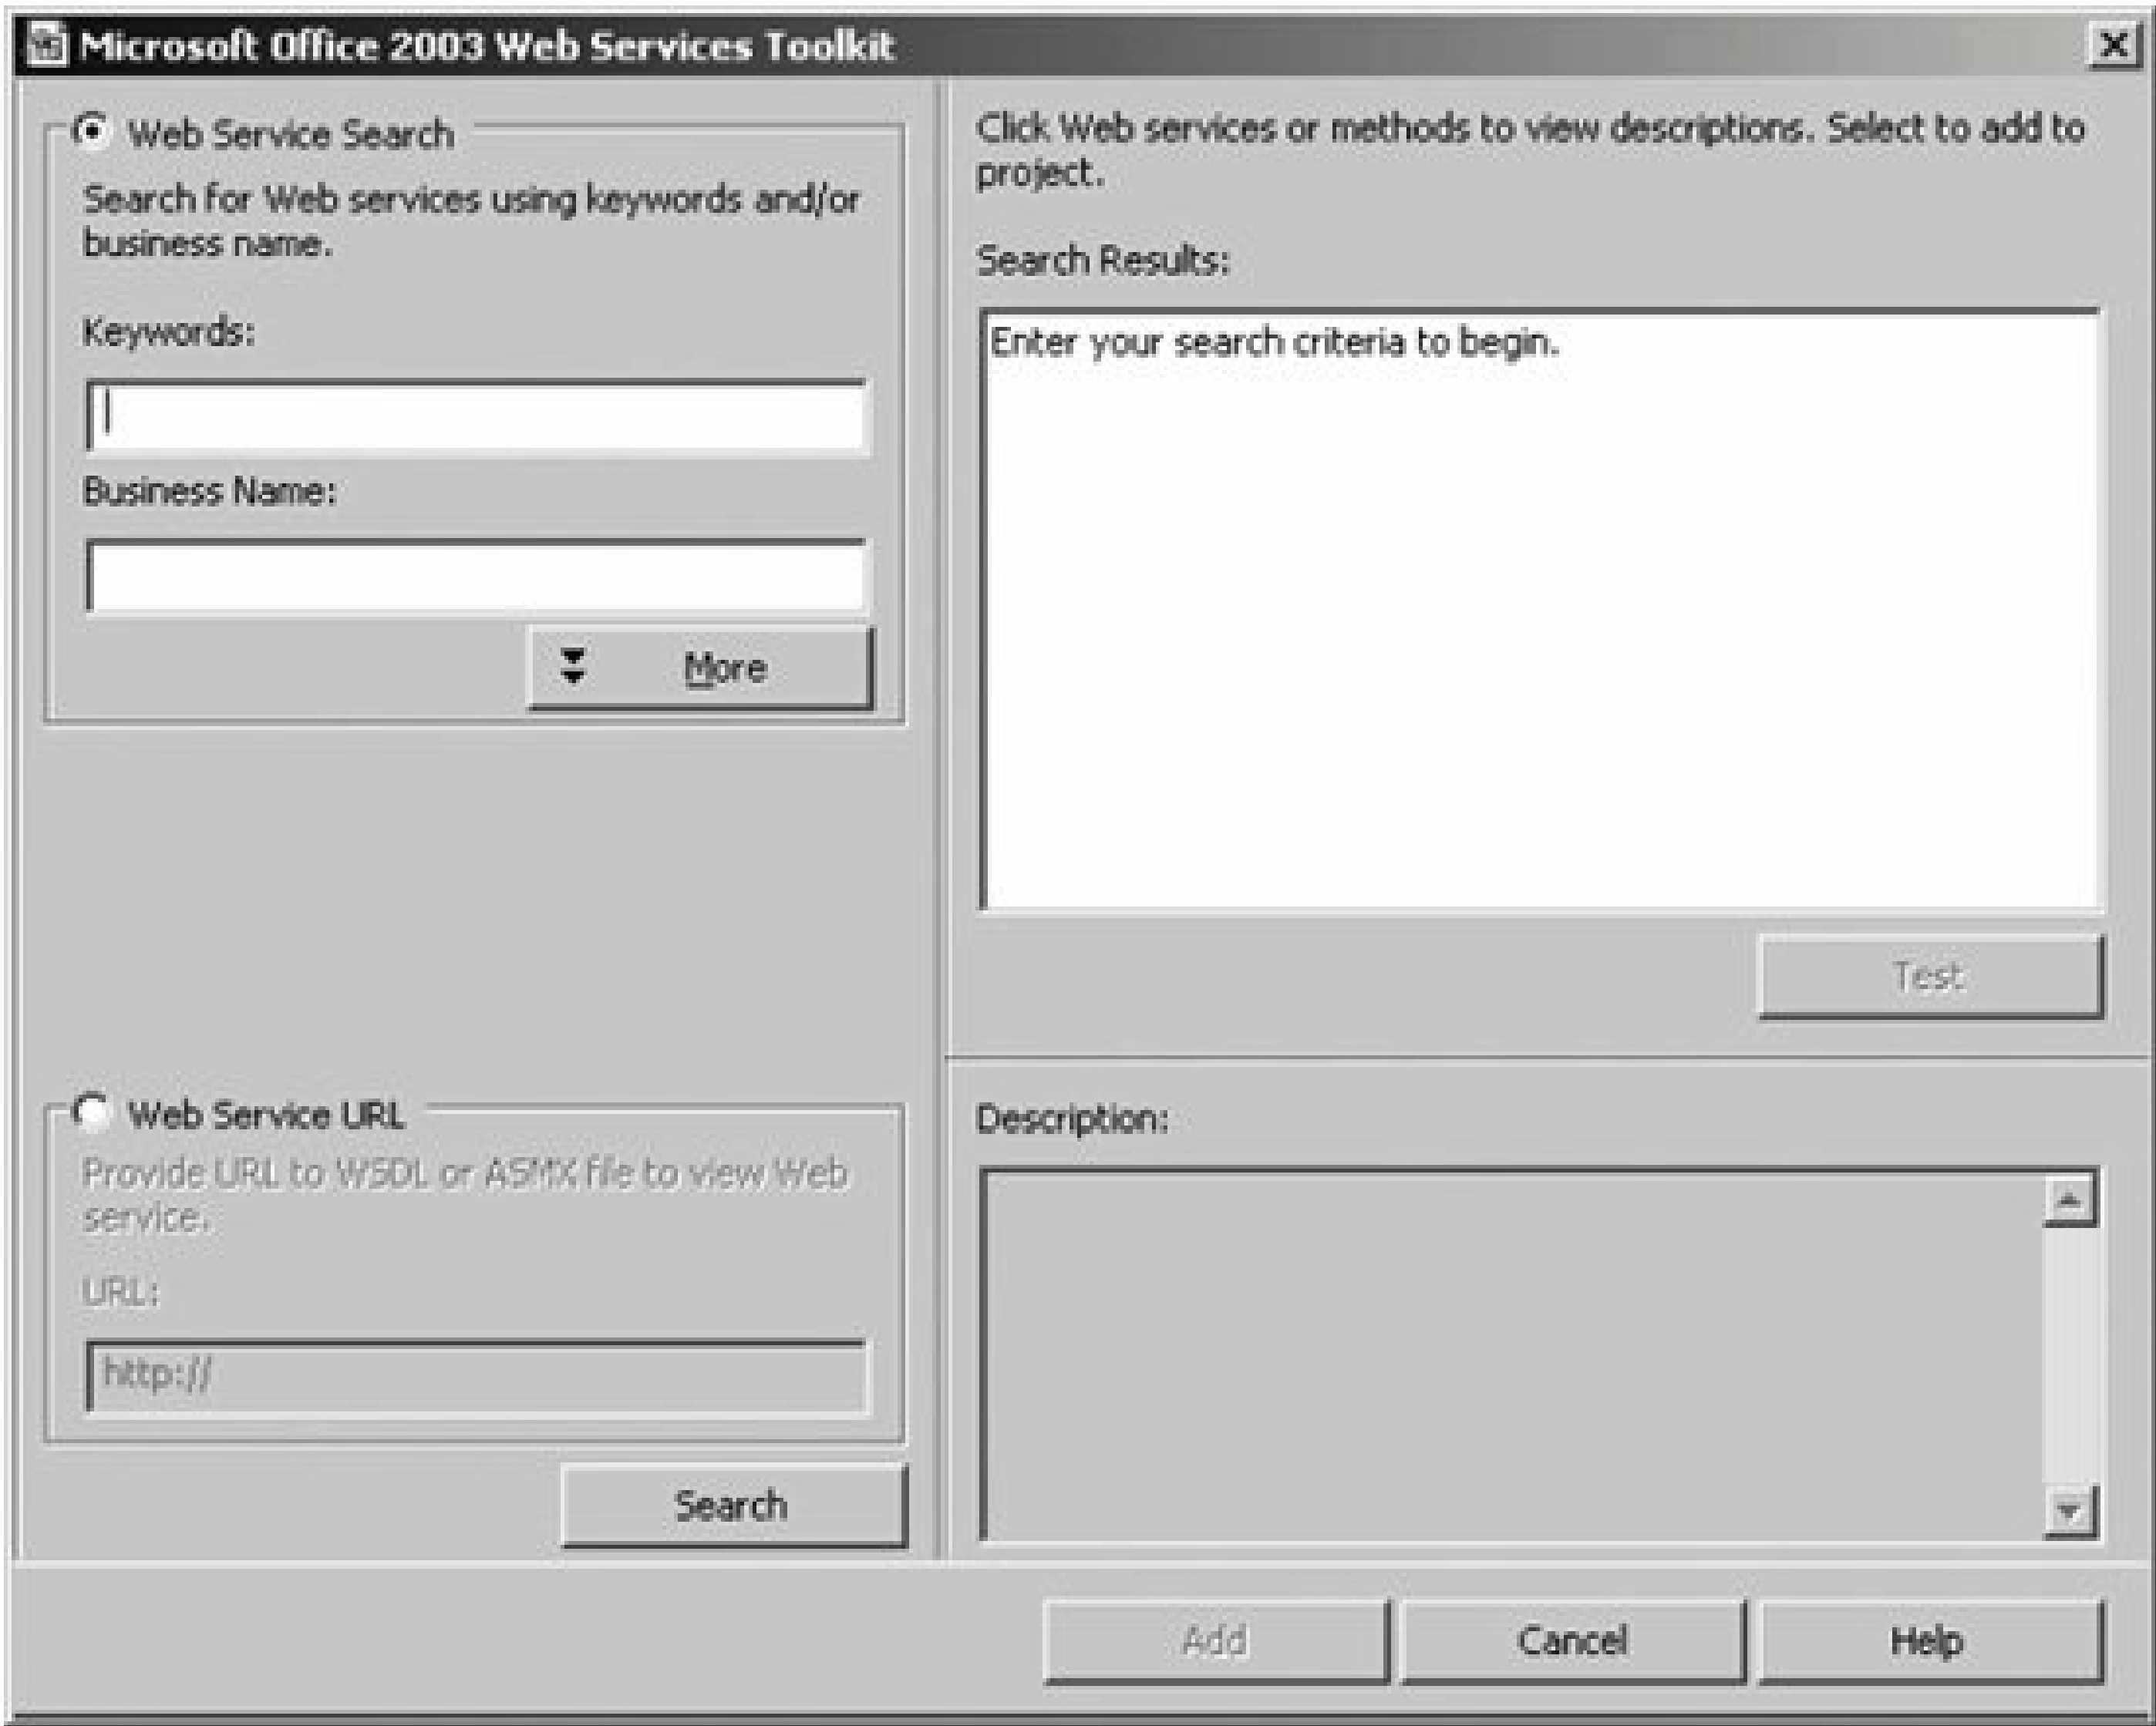 Microsoft Office 2003 Web Services Toolkit
Web Service Search
Search for Web services using keywords and/or
business name.
Keywords:
Business Name:
More
Web Service URL
Provide URL to WSDL or ASMX file to view Web
service.
URL:
http://
Search
Click Web services or methods to view descriptions. Select to add to
project.
Search Results:
Enter your search criteria to begin.
Test
Description:
Add
Cancel
Help